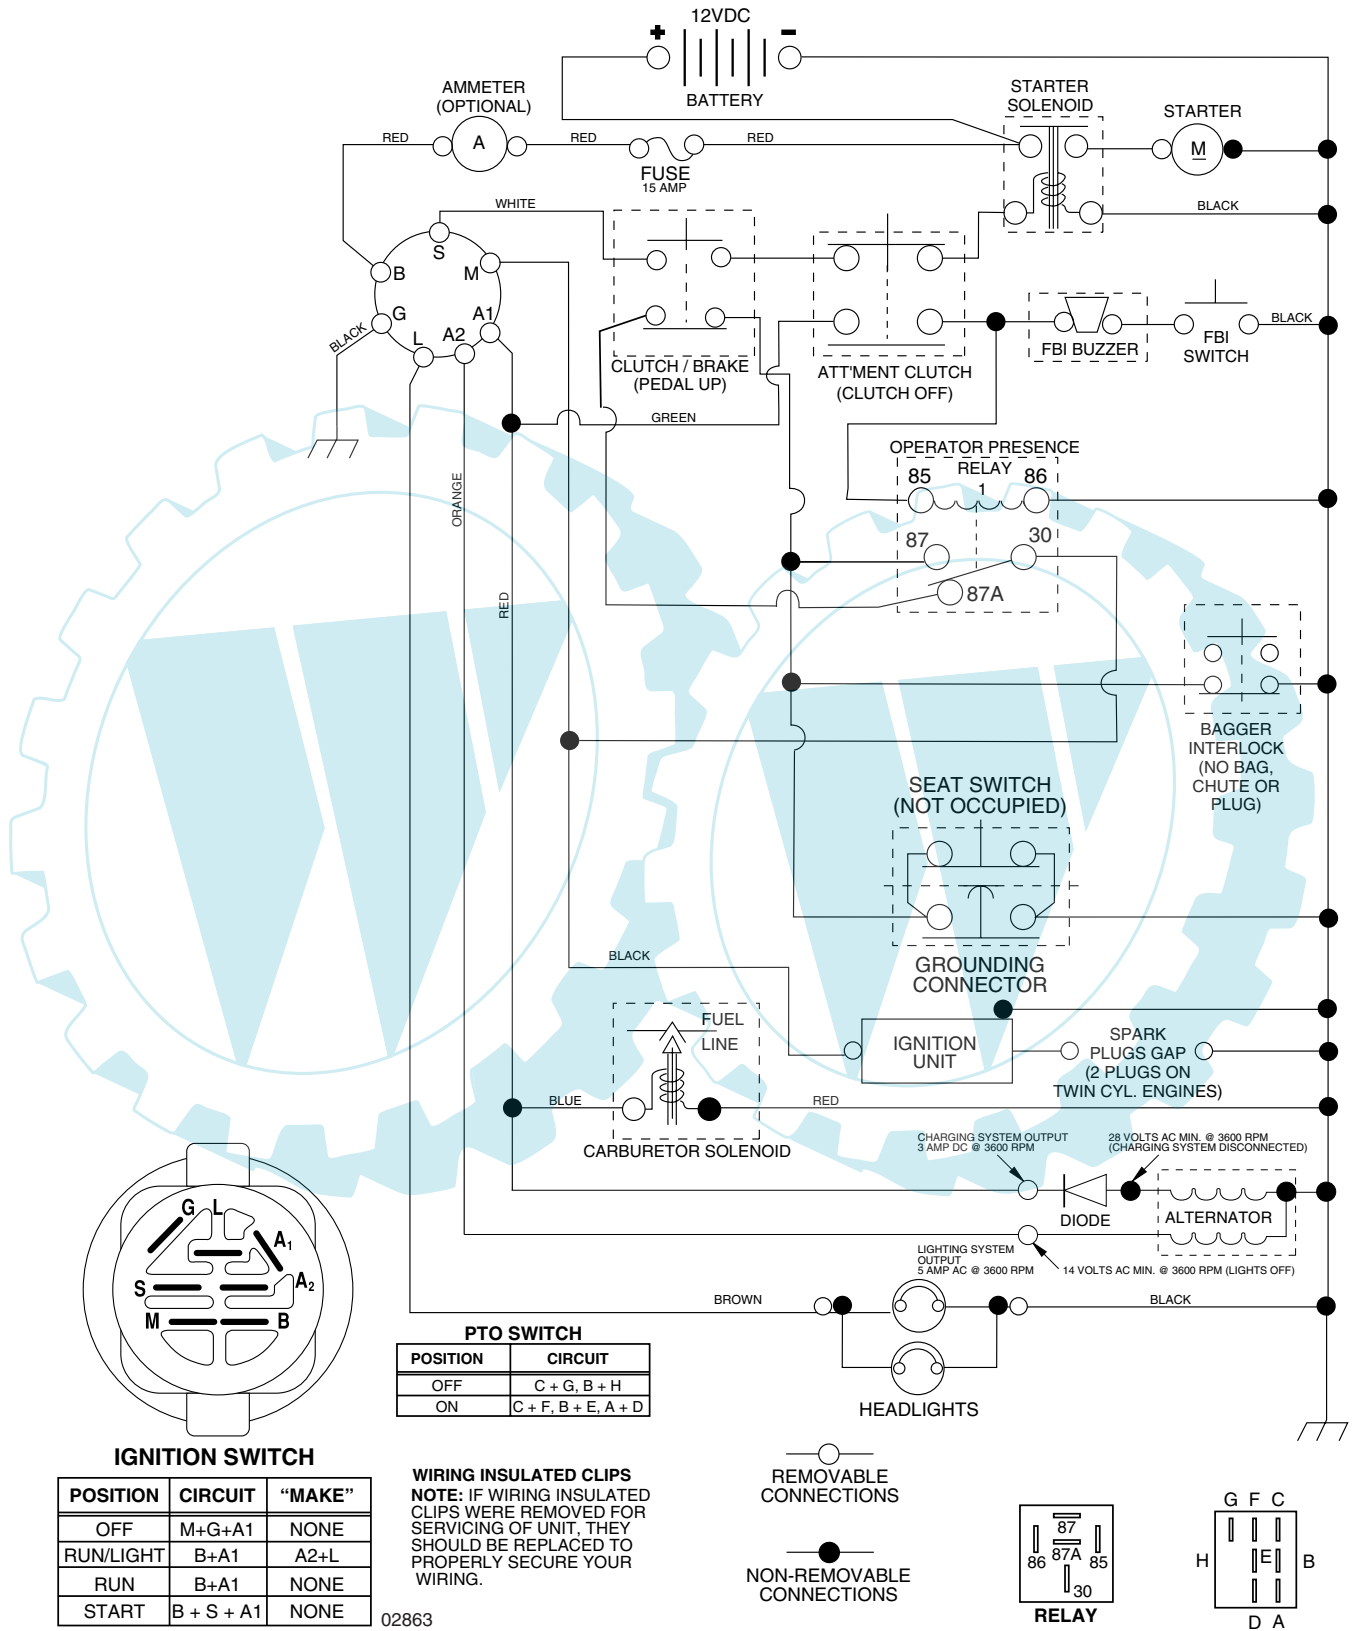 12VDC
+ -
BATTERY
AMMETER
(OPTIONAL)
STARTER
SOLENOID
STARTER
RED
A
RED
RED
M
FUSE
15 AMP
WHITE
BLACK
S
B
M
G
A1
L
A2
BLACK
BLACK
FBI BUZZER
FBI
SWITCH
CLUTCH / BRAKE
(PEDAL UP)
ATT'MENT CLUTCH
(CLUTCH OFF)
GREEN
OPERATOR PRESENCE
RELAY
85
1
86
ORANGE
87
30
87A
RED
BAGGER
INTERLOCK
(NO BAG,
CHUTE OR
PLUG)
SEAT SWITCH
(NOT OCCUPIED)
BLACK
GROUNDING
CONNECTOR
FUEL
LINE
IGNITION
UNIT
SPARK
PLUGS GAP
(2 PLUGS ON
TWIN CYL. ENGINES)
BLUE
RED
CARBURETOR SOLENOID
CHARGING SYSTEM OUTPUT
3 AMP DC @ 3600 RPM
28 VOLTS AC MIN. @ 3600 RPM
(CHARGING SYSTEM DISCONNECTED)
DIODE
ALTERNATOR
LIGHTING SYSTEM
OUTPUT
5 AMP AC @ 3600 RPM
14 VOLTS AC MIN. @ 3600 RPM (LIGHTS OFF)
G L
A1
S
A2
M
B
BROWN
BLACK
HEADLIGHTS
PTO SWITCH
POSITION CIRCUIT
OFF C + G, B + H
ON C + F, B + E, A + D
IGNITION SWITCH
POSITION CIRCUIT “MAKE”
OFF M+G+A1 NONE
RUN/LIGHT B+A1 A2+L
RUN B+A1 NONE
START B + S + A1 NONE
02863
WIRING INSULATED CLIPS
NOTE: IF WIRING INSULATED
CLIPS WERE REMOVED FOR
SERVICING OF UNIT, THEY
SHOULD BE REPLACED TO
PROPERLY SECURE YOUR
WIRING.
REMOVABLE
CONNECTIONS
NON-REMOVABLE
CONNECTIONS
87
86 87A 85
30
RELAY
G F C
H E B
D A